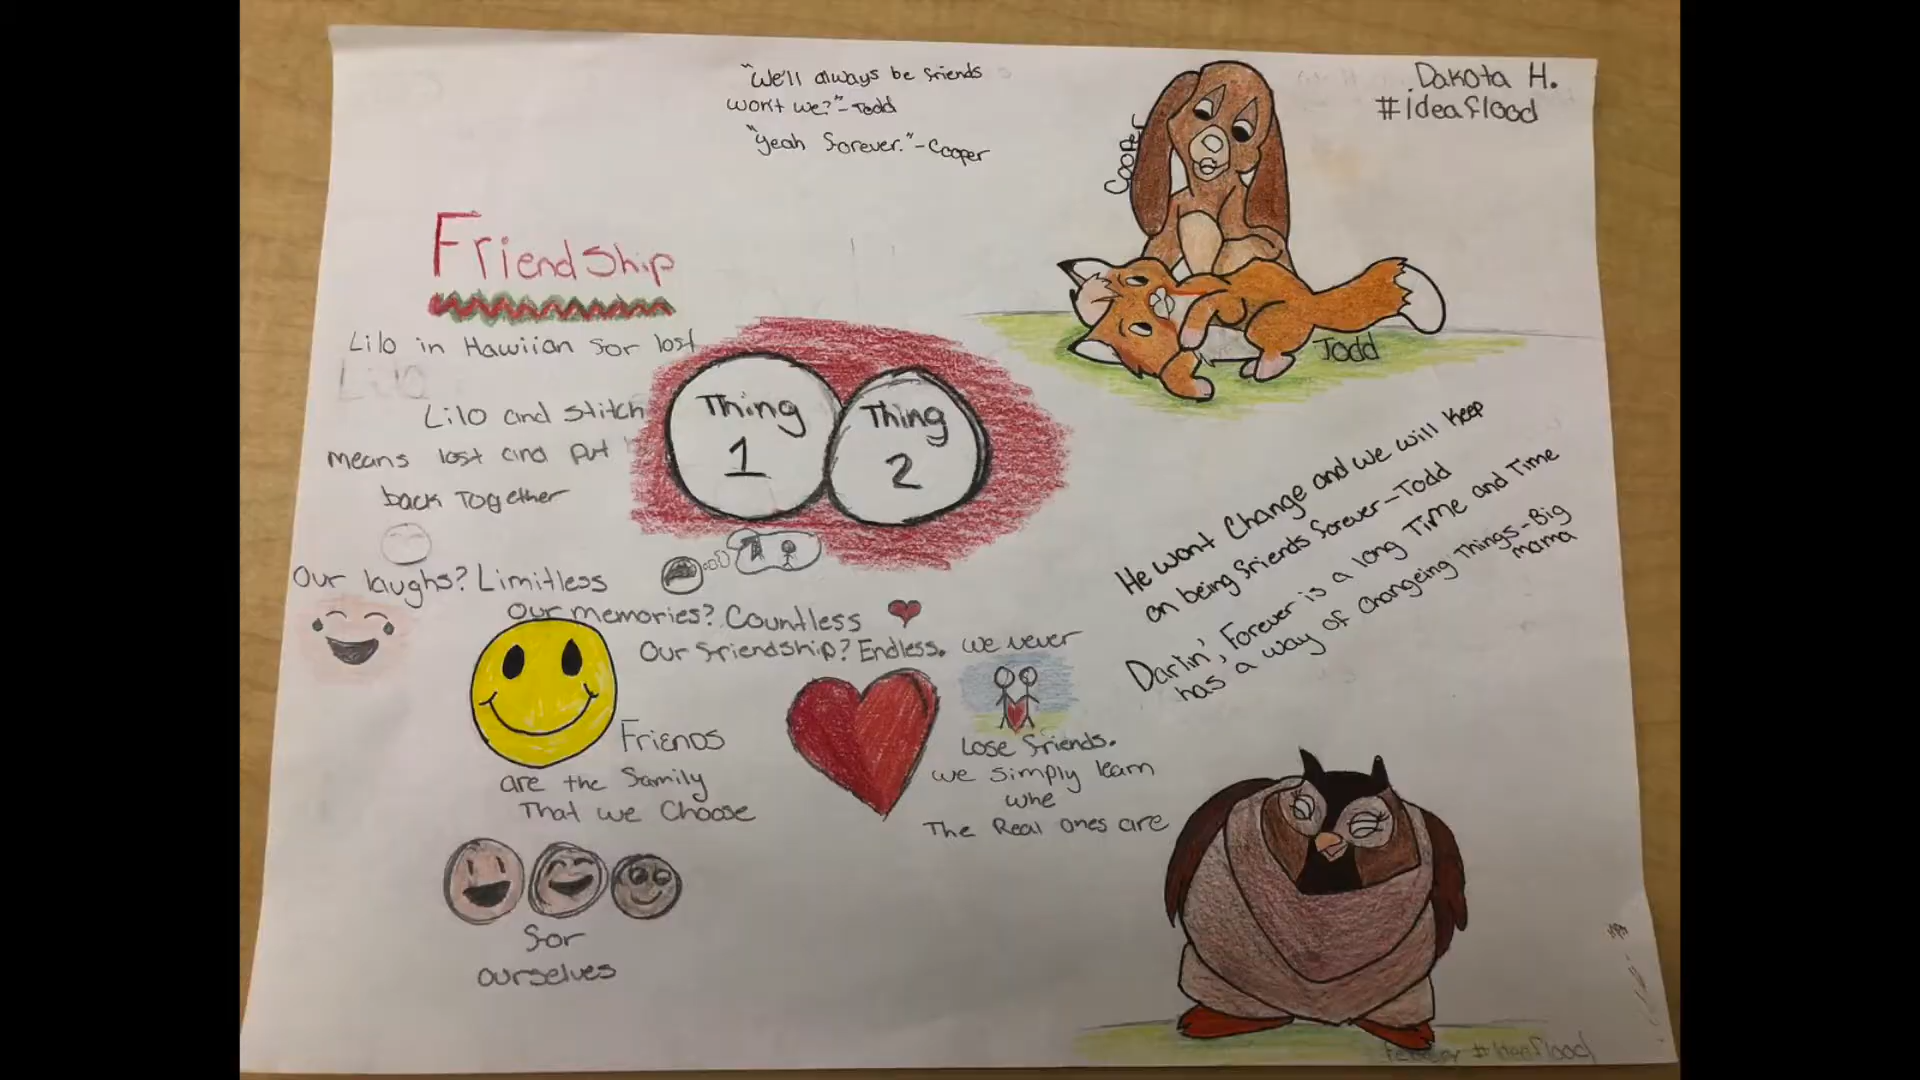 "We'll always be friends
won't we?"-Todd
"Yeah forever."-Cooper
Dakota H.
#ideaflood
Cooper
Todd
FriendShip
Lilo in Hawiian for lost
Lilo
Lilo and stitch
means lost and put
back Together
Thing
1
Thing
2
Our laughs? Limitless
Our memories? Countless
Our friendship? Endless. we never
Lose friends.
we simply learn
whe
The Real ones are
Friends
are the family
That we Choose
for
ourselves
He wont Change and we will keep
on being friends forever-Todd
Darlin', Forever is a long Time and Time
has a way of changeing Things-Big
mama
#ideaflood